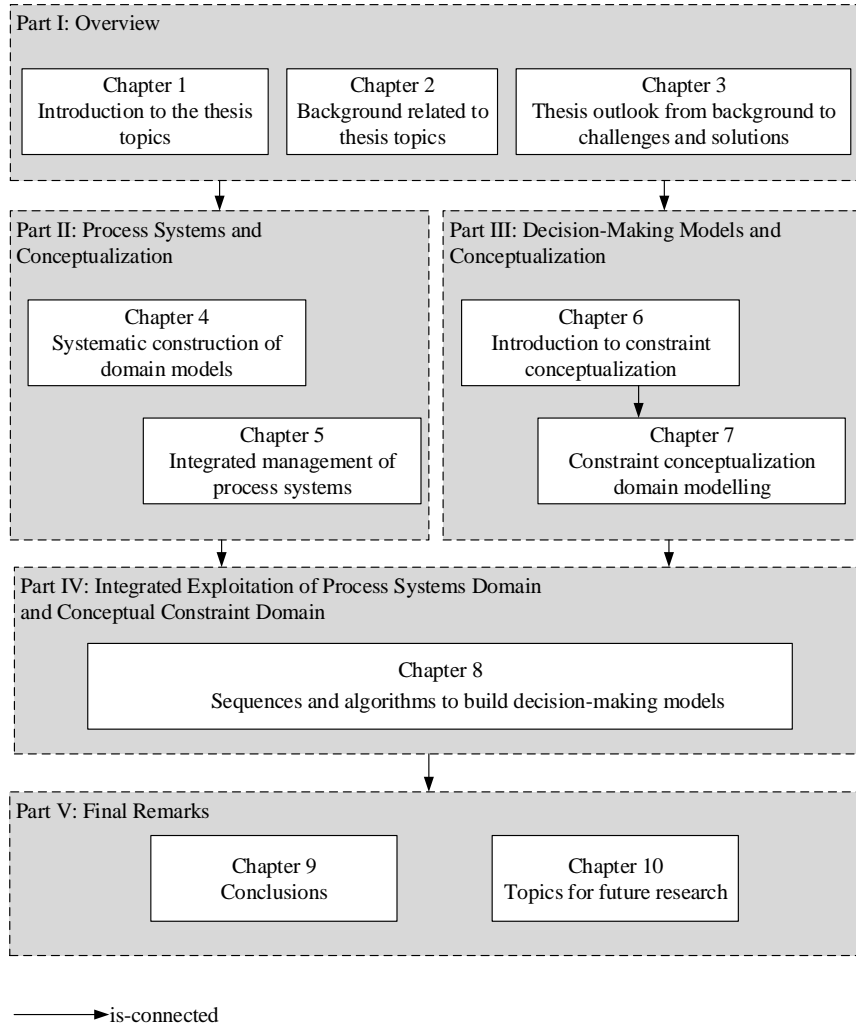 Part I: Overview
Chapter 1
Introduction to the thesis
topics
Chapter 2
Background related to
thesis topics
Chapter 3
Thesis outlook from background to
challenges and solutions
Part II: Process Systems and
Conceptualization
Chapter 4
Systematic construction of
domain models
Chapter 5
Integrated management of
process systems
Part III: Decision-Making Models and
Conceptualization
Chapter 6
Introduction to constraint
conceptualization
Chapter 7
Constraint conceptualization
domain modelling
Part IV: Integrated Exploitation of Process Systems Domain
and Conceptual Constraint Domain
Chapter 8
Sequences and algorithms to build decision-making models
Part V: Final Remarks
Chapter 9
Conclusions
Chapter 10
Topics for future research
is-connected